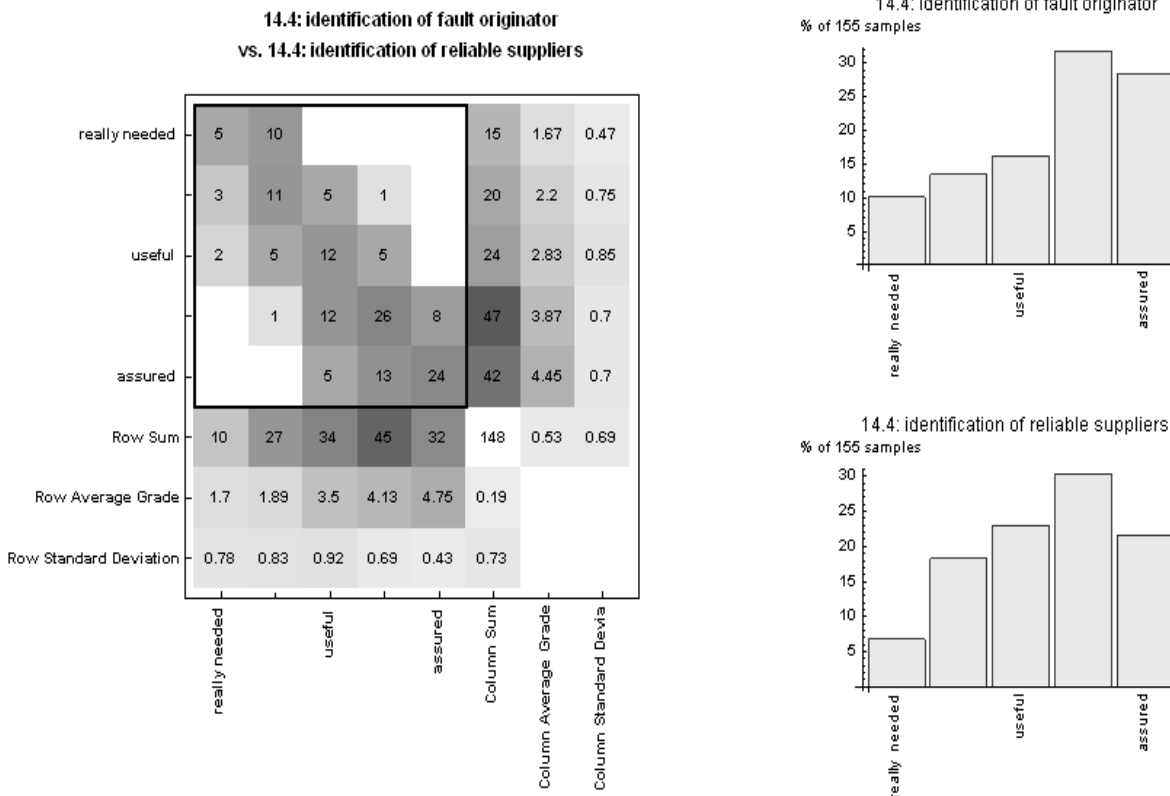 14.4: identification of fault originator
vs. 14.4: identification of reliable suppliers
really needed 5 10 15 1.67 0.47
3 11 5 1 20 2.2 0.75
useful 2 5 12 5 24 2.83 0.85
1 12 26 8 47 3.87 0.7
assured 5 13 24 42 4.45 0.7
Row Sum 10 27 34 45 32 148 0.53 0.69
Row Average Grade 1.7 1.89 3.5 4.13 4.75 0.19
Row Standard Deviation 0.78 0.83 0.92 0.69 0.43 0.73
really needed
useful
assured
Column Sum
Column Average Grade
Column Standard Devia
14.4: identification of fault originator
% of 155 samples
30
25
20
15
10
5
really needed
useful
assured
14.4: identification of reliable suppliers
% of 155 samples
30
25
20
15
10
5
really needed
useful
assured